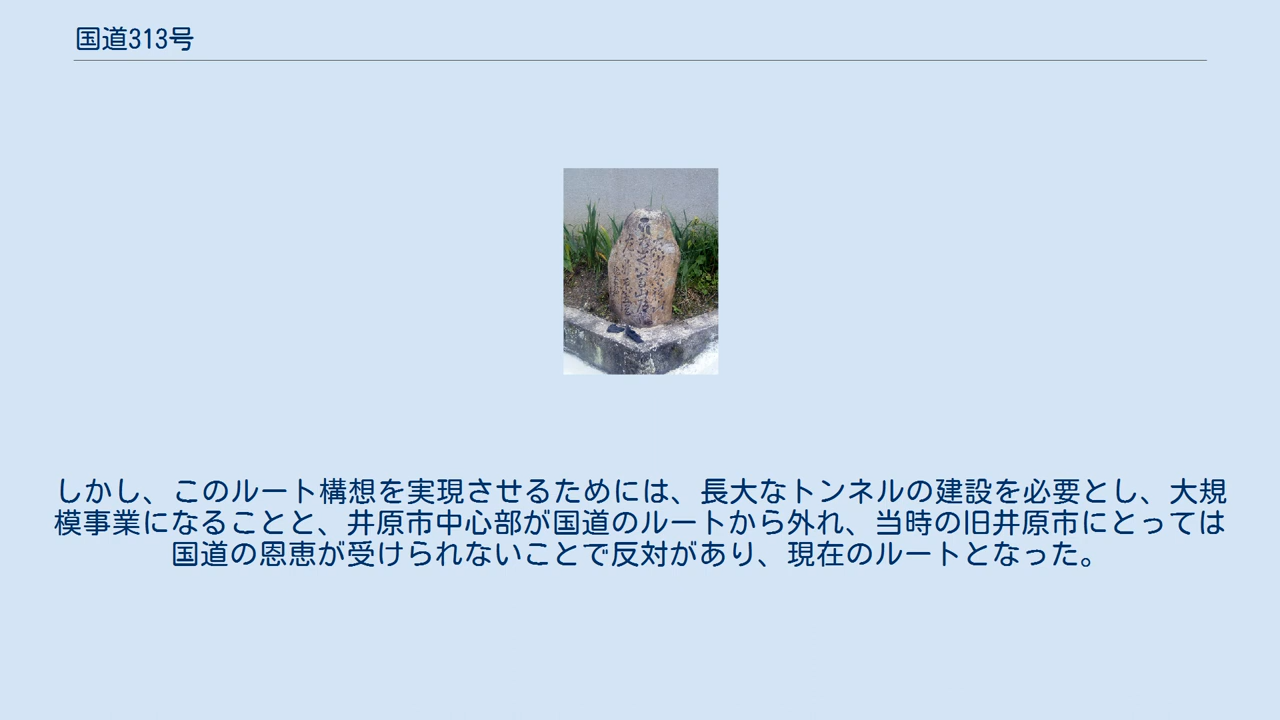 国道313号
しかし、このルート構想を実現させるためには、長大なトンネルの建設を必要とし、大規
模事業になることと、井原市中心部が国道のルートから外れ、当時の旧井原市にとっては
国道の恩恵が受けられないことで反対があり、現在のルートとなった。